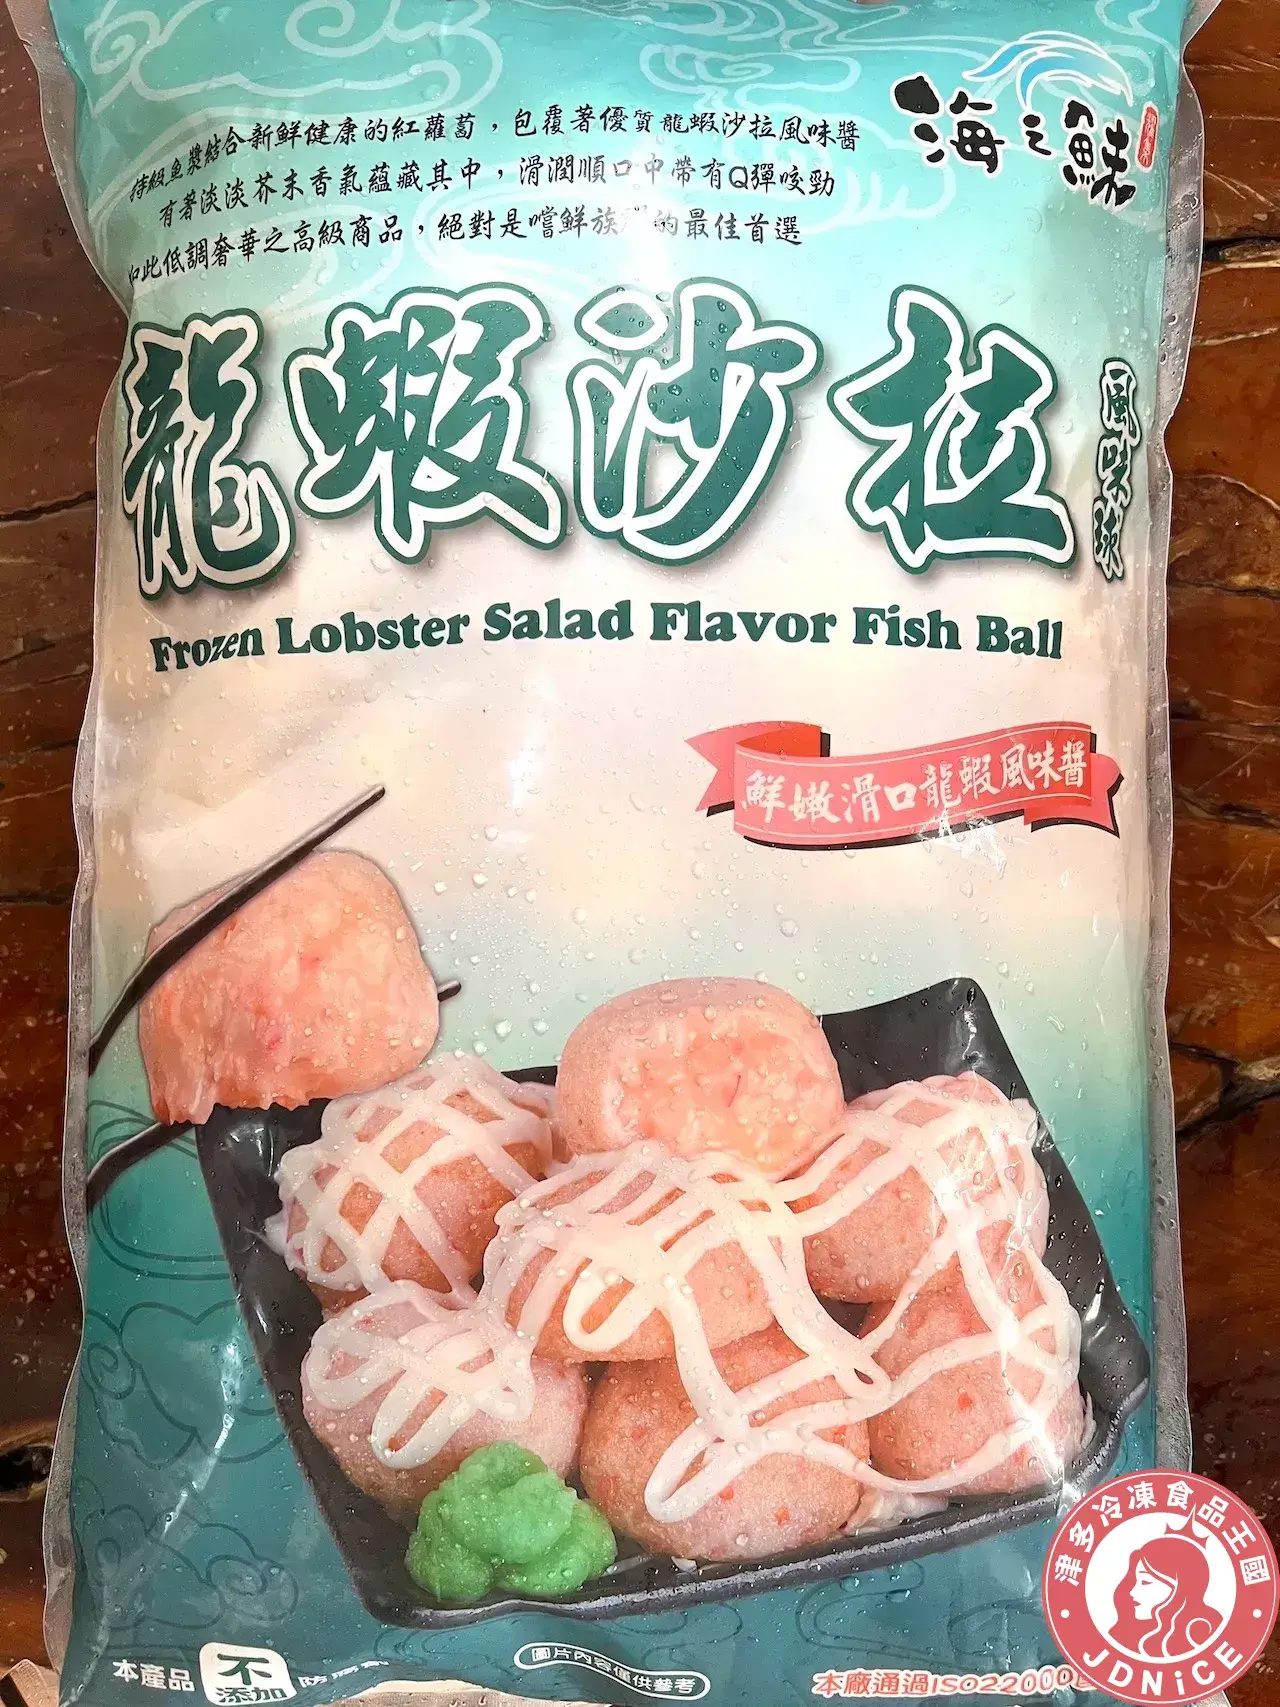 海之鱻
特級魚漿結合新鮮健康的紅蘿蔔，包覆著優質龍蝦沙拉風味醬
有著淡淡芥末香氣蘊藏其中，滑潤順口中帶有Q彈咬勁
如此低調奢華之高級商品，絕對是嚐鮮族 的最佳首選
龍蝦沙拉
風味球
Frozen Lobster Salad Flavor Fish Ball
鮮嫩滑口龍蝦風味醬
本產品 不添加 防腐
圖片內容僅供參考
本廠通過ISO22000
津多冷凍食品王國
JDNiCE